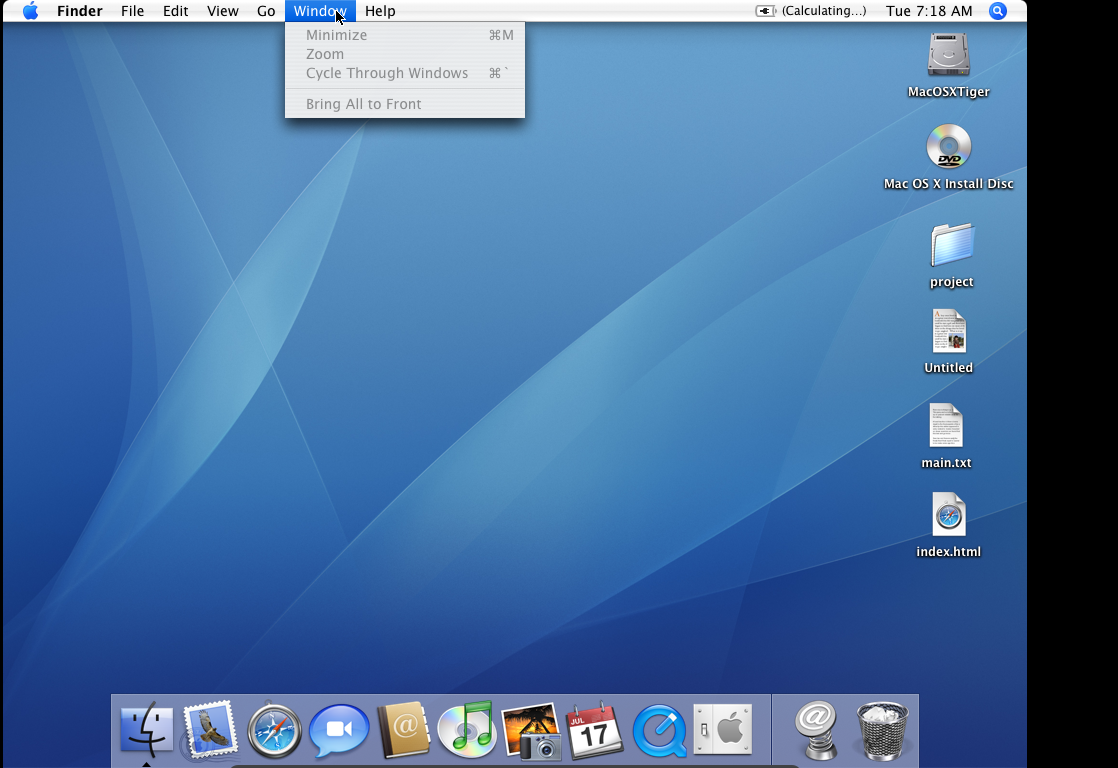 Finder File Edit View Go Window Help (Calculating...) Tue 7:18 AM
Minimize ⌘M
Zoom
Cycle Through Windows ⌘`
Bring All to Front
MacOSXTiger
DVD
Mac OS X Install Disc
project
Untitled
main.txt
index.html
@
JUL
17
@